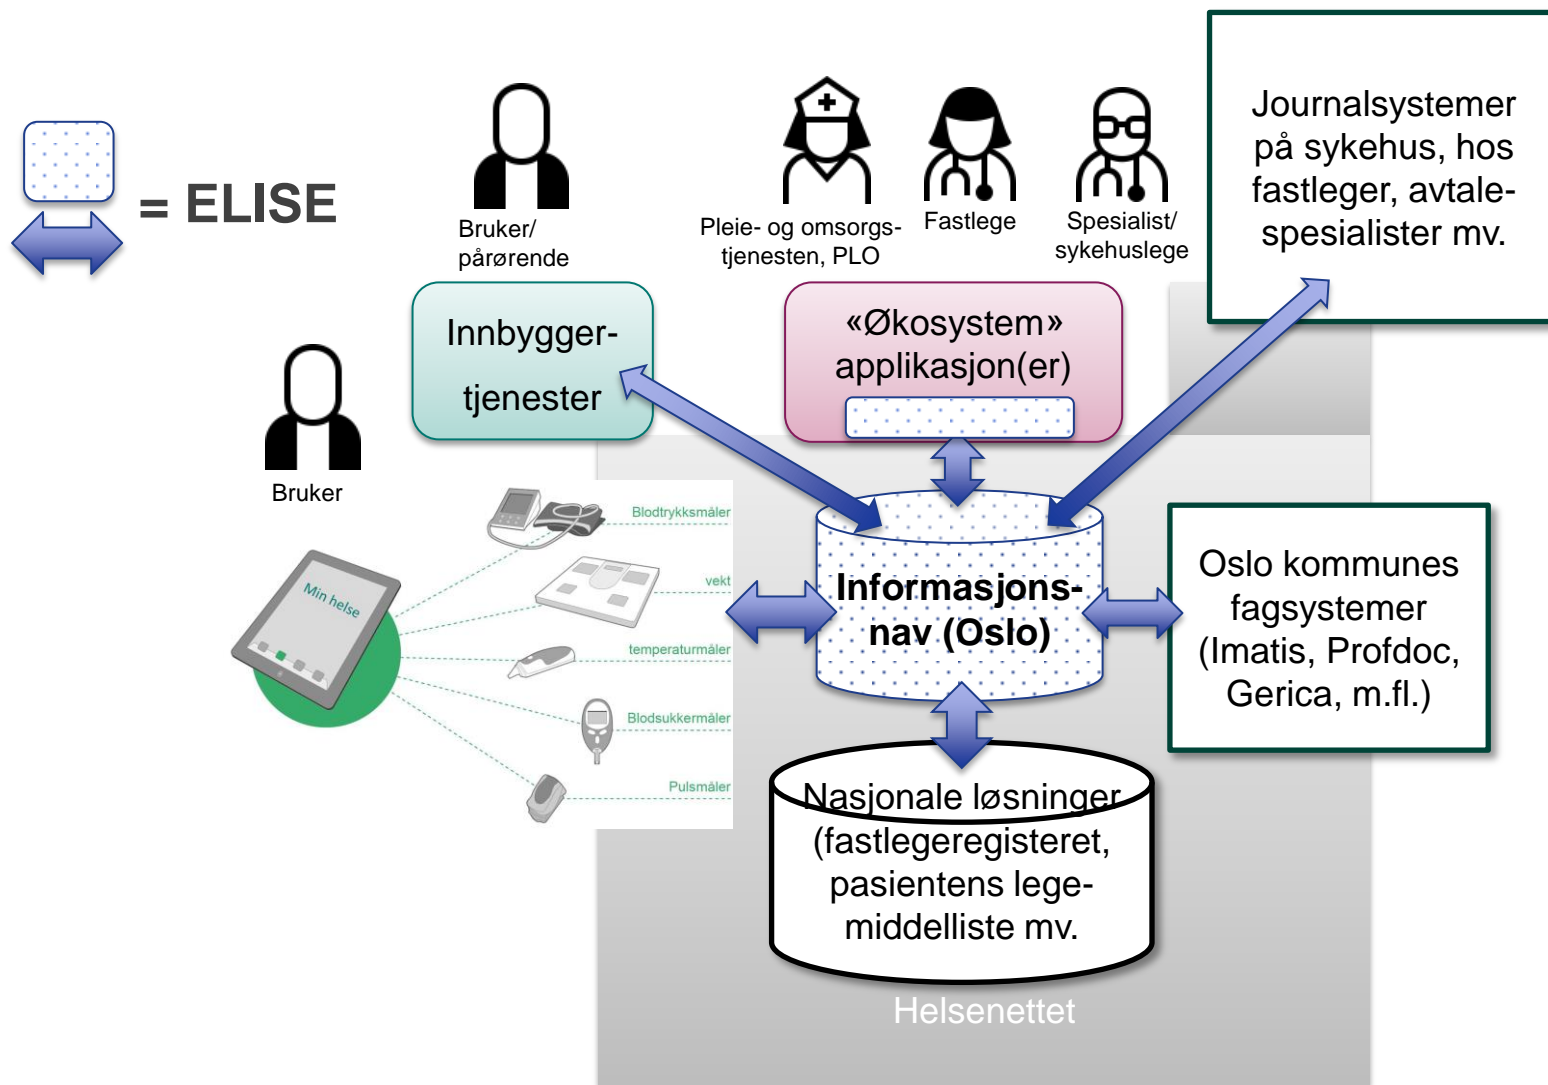 = ELISE
Bruker/
pårørende
Pleie- og omsorgs-
tjenesten, PLO
Fastlege
Spesialist/
sykehuslege
Journalsystemer
på sykehus, hos
fastleger, avtale-
spesialister mv.
Innbygger-
tjenester
«Økosystem»
applikasjon(er)
Bruker
Min helse
Blodtrykksmåler
vekt
temperaturmåler
Blodsukkermåler
Pulsmåler
Informasjons-
nav (Oslo)
Oslo kommunes
fagsystemer
(Imatis, Profdoc,
Gerica, m.fl.)
Nasjonale løsninger
(fastlegeregisteret,
pasientens lege-
middelliste mv.
Helsenettet